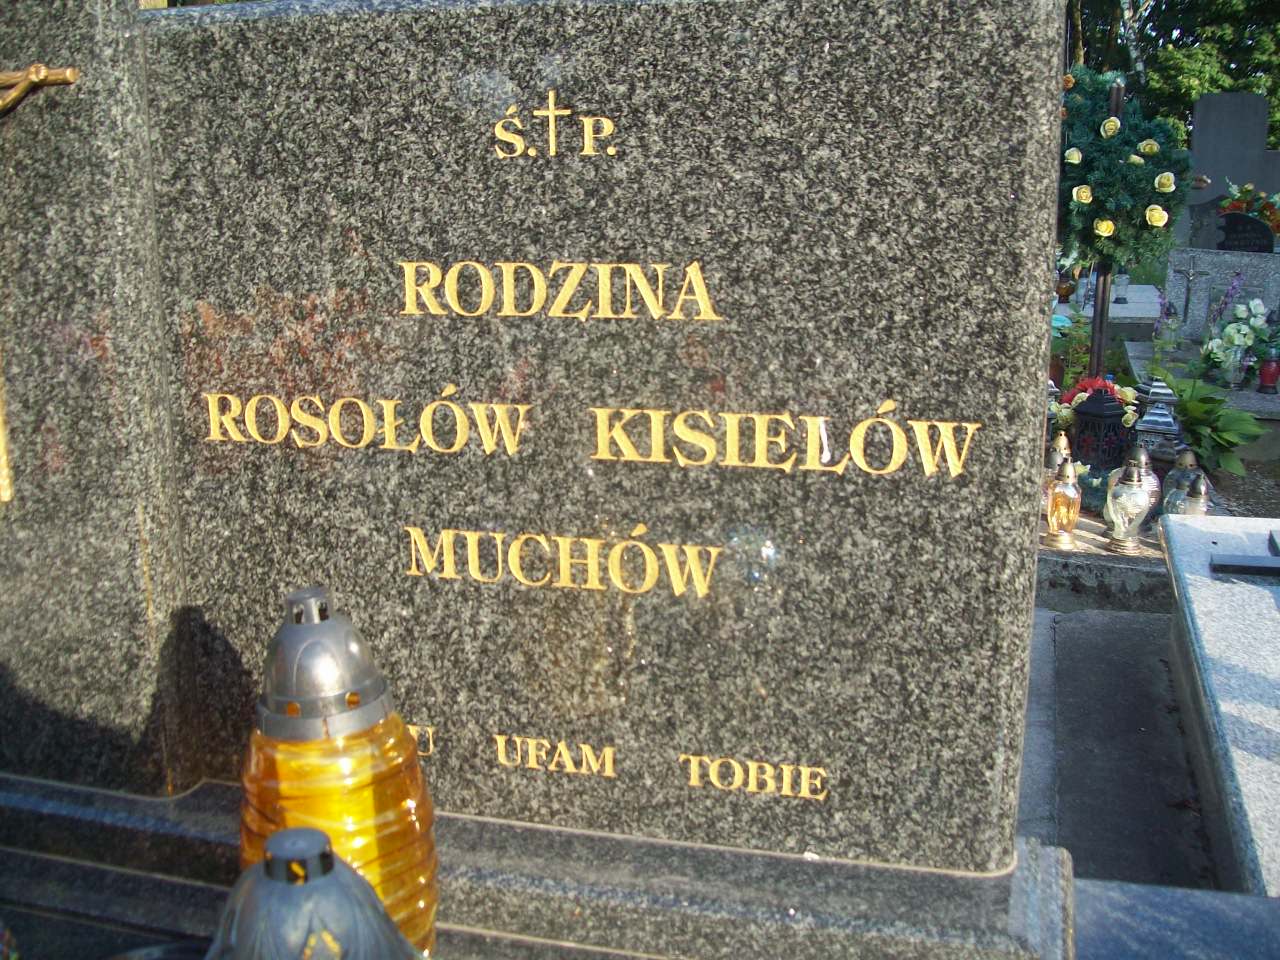 Ś.†P.
RODZINA
ROSOŁÓW KISIELÓW
MUCHÓW
UFAM TOBIE